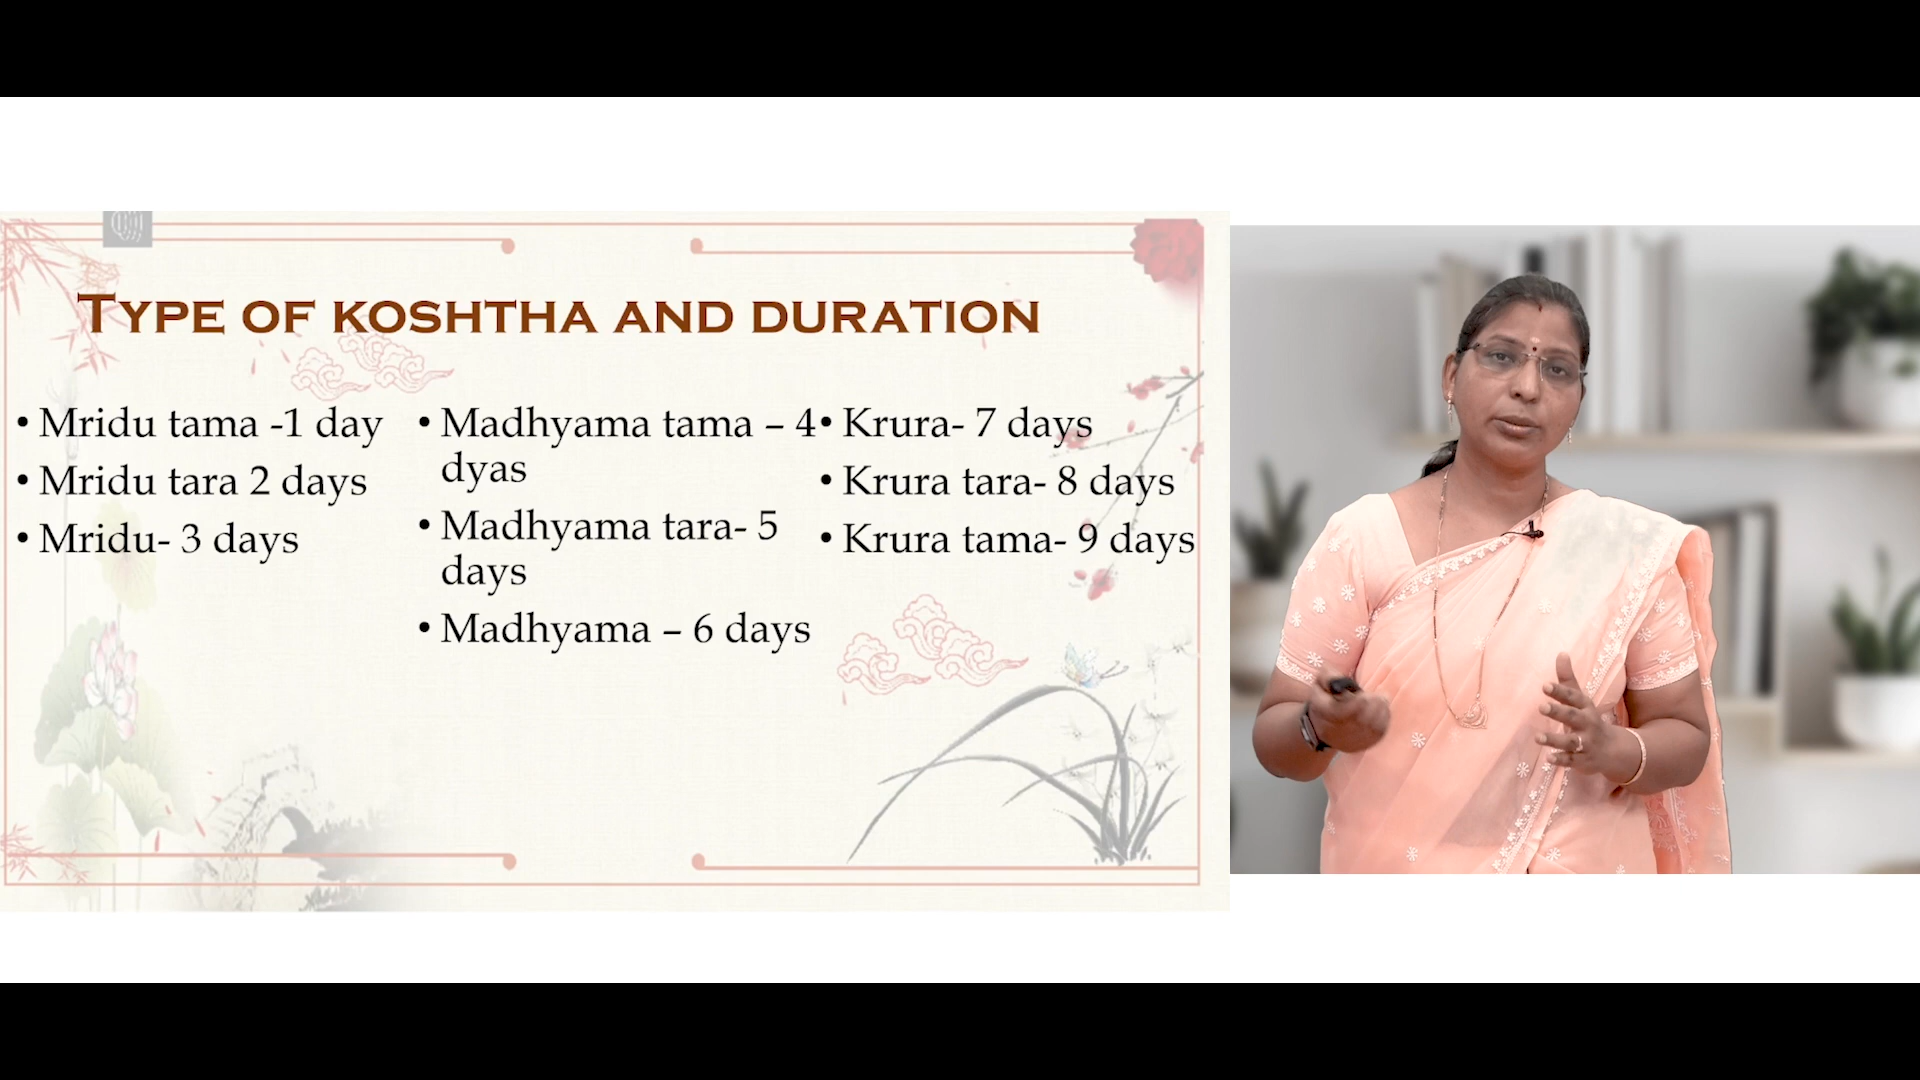 TYPE OF KOSHTHA AND DURATION
• Mridu tama -1 day
• Mridu tara 2 days
• Mridu- 3 days
• Madhyama tama – 4
dyas
• Madhyama tara- 5
days
• Madhyama – 6 days
• Krura- 7 days
• Krura tara- 8 days
• Krura tama- 9 days